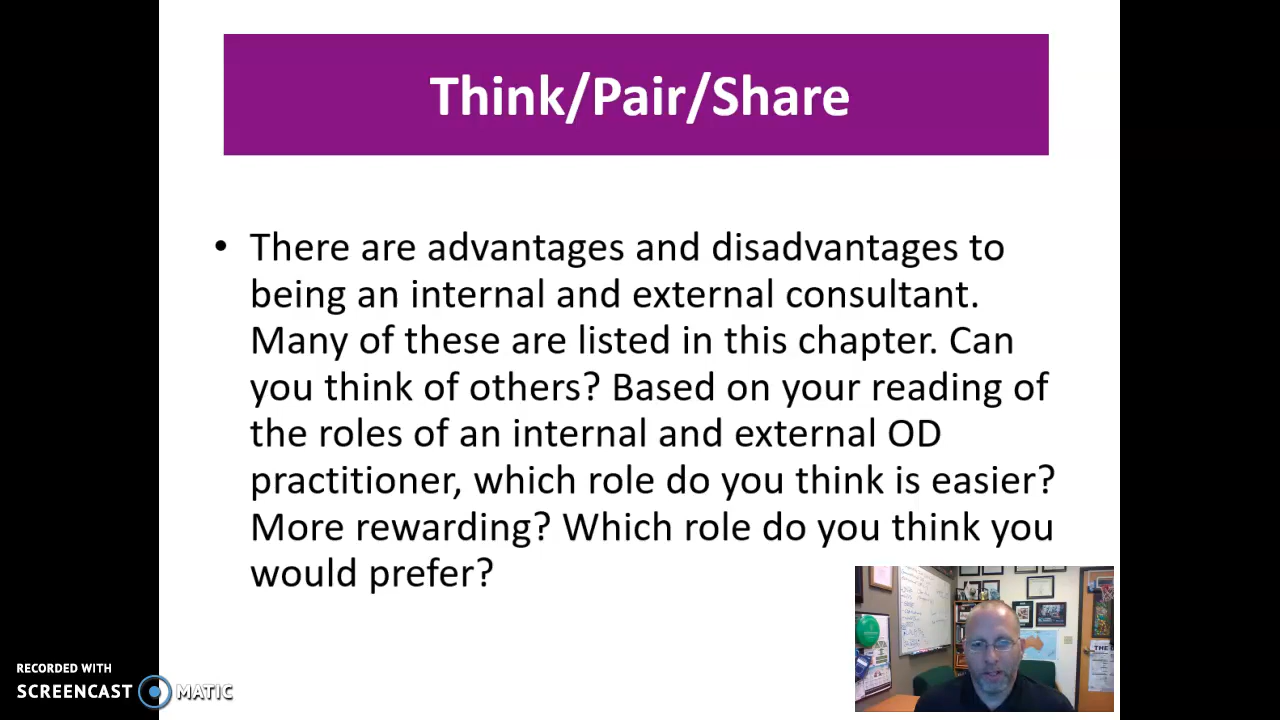 Think/Pair/Share
• There are advantages and disadvantages to
being an internal and external consultant.
Many of these are listed in this chapter. Can
you think of others? Based on your reading of
the roles of an internal and external OD
practitioner, which role do you think is easier?
More rewarding? Which role do you think you
would prefer?
RECORDED WITH
SCREENCAST MATIC